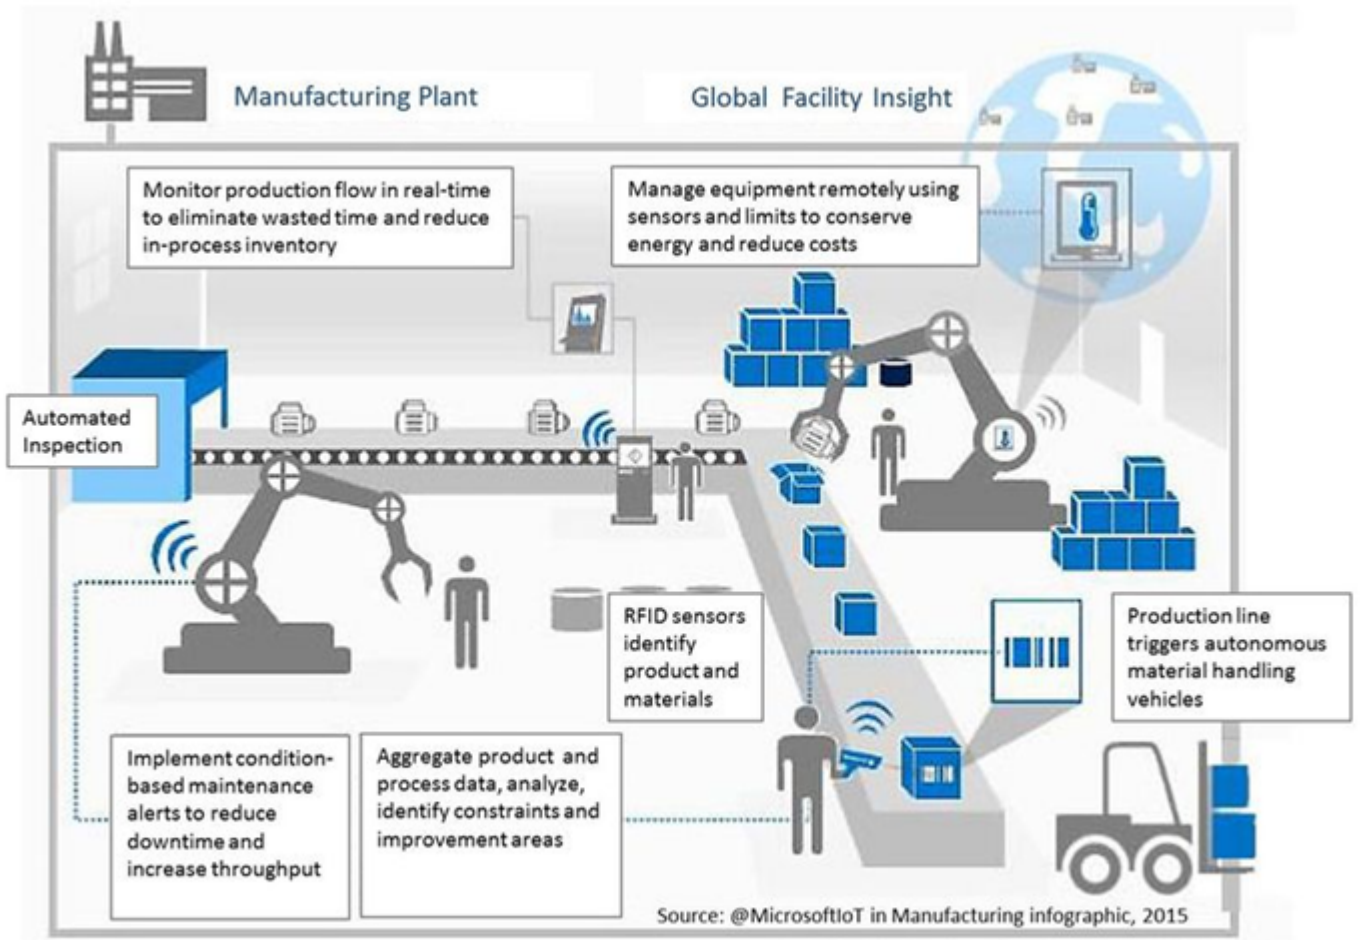 Manufacturing Plant
Global Facility Insight
Monitor production flow in real-time
to eliminate wasted time and reduce
in-process inventory
Manage equipment remotely using
sensors and limits to conserve
energy and reduce costs
Automated
Inspection
RFID sensors
identify
product and
materials
Production line
triggers autonomous
material handling
vehicles
Implement condition-
based maintenance
alerts to reduce
downtime and
increase throughput
Aggregate product and
process data, analyze,
identify constraints and
improvement areas
Source: @MicrosoftIoT in Manufacturing infographic, 2015